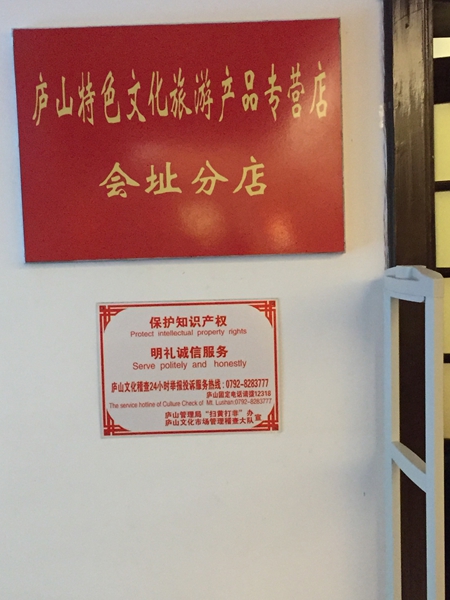 庐山特色文化旅游产品专营店
会址分店
保护知识产权
Protect intellectual property rights
明礼诚信服务
Serve politely and honestly
庐山文化稽查24小时举报投诉服务热线:0792-8283777
庐山固定电话请拨12318
The service hotline of Culture Check of Mt. Lushan:0792-8283777
庐山管理局“扫黄打非”办
庐山文化市场管理稽查大队 室